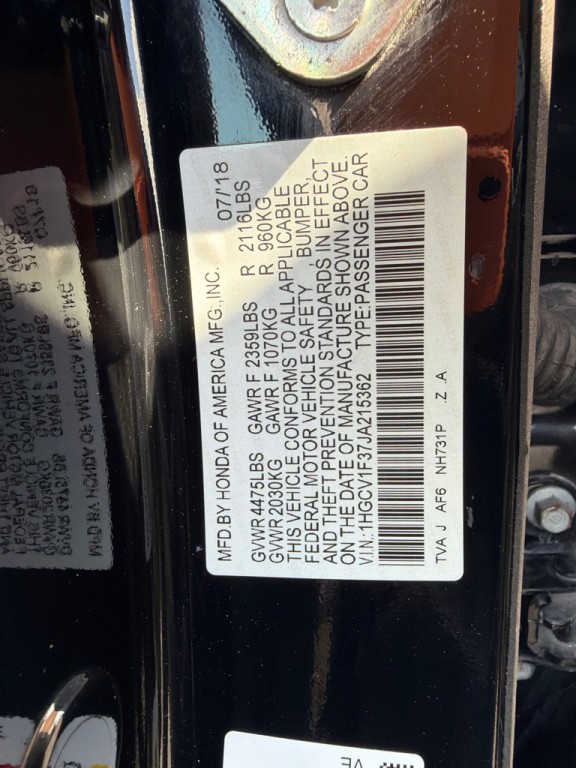 MFD.BY HONDA OF AMERICA MFG.,INC. 07/18
GVWR 4475LBS GAWR F 2359LBS R 2116LBS
GVWR 2030KG GAWR F 1070KG R 960KG
THIS VEHICLE CONFORMS TO ALL APPLICABLE
FEDERAL MOTOR VEHICLE SAFETY BUMPER,
AND THEFT PREVENTION STANDARDS IN EFFECT
ON THE DATE OF MANUFACTURE SHOWN ABOVE.
V.I.N.:1HGCV1F37JA215362 TYPE:PASSENGER CAR
TVA J AF6 NH731P .Z .A
VE